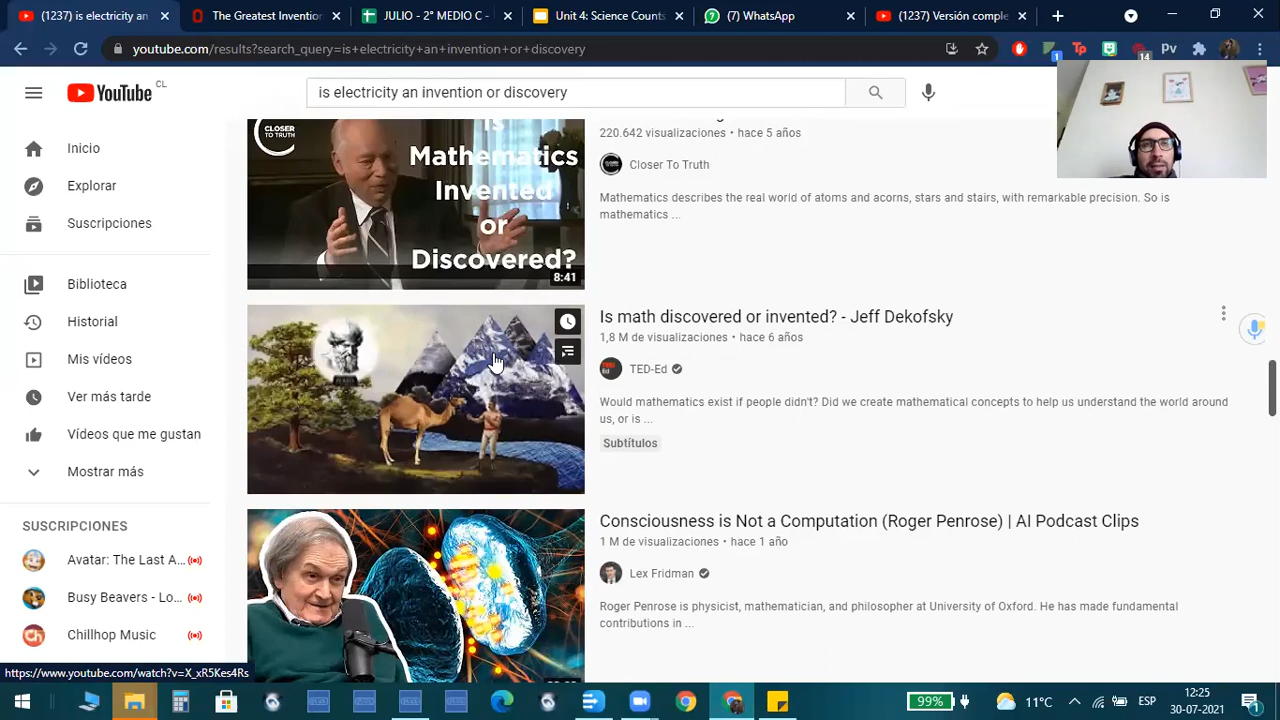 (1237) is electricity
The Greatest Invention
JULIO - 2° MEDIO C -
Unit 4: Science Counts
(7) WhatsApp
(1237) Versión comple
youtube.com/results?search_query=is+electricity+an+invention+or+discovery
1
14
PV
YouTube CL
is electricity an invention or discovery
Inicio
Explorar
Suscripciones
Biblioteca
Historial
Mis vídeos
Ver más tarde
Vídeos que me gustan
Mostrar más
SUSCRIPCIONES
Avatar: The Last A...
Busy Beavers - Lo...
Chillhop Music
CLOSER TO TRUTH
Is
Mathematics
Invented
or
Discovered?
8:41
220.642 visualizaciones • hace 5 años
Closer To Truth
Mathematics describes the real world of atoms and acorns, stars and stairs, with remarkable precision. So is
mathematics ...
Is math discovered or invented? - Jeff Dekofsky
1,8 M de visualizaciones • hace 6 años
TED-Ed
Would mathematics exist if people didn't? Did we create mathematical concepts to help us understand the world around
us, or is ...
Subtítulos
Consciousness is Not a Computation (Roger Penrose) | AI Podcast Clips
1 M de visualizaciones • hace 1 año
Lex Fridman
Roger Penrose is physicist, mathematician, and philosopher at University of Oxford. He has made fundamental
contributions in ...
https://www.youtube.com/watch?v=X_xR5Kes4Rs
99%
11°C
ESP
12:25
30-07-2021
1